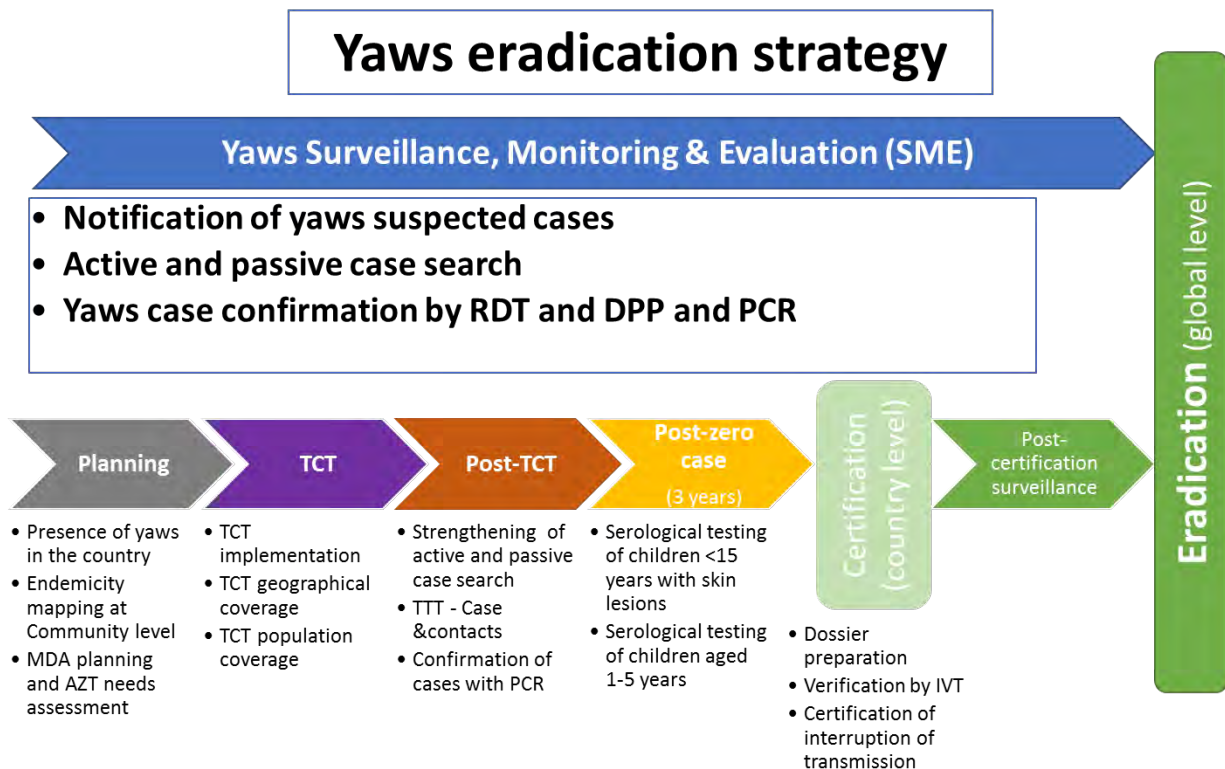 Yaws eradication strategy
Yaws Surveillance, Monitoring & Evaluation (SME)
• Notification of yaws suspected cases
• Active and passive case search
• Yaws case confirmation by RDT and DPP and PCR
Planning
• Presence of yaws
in the country
• Endemicity
mapping at
Community level
• MDA planning
and AZT needs
assessment
TCT
• TCT
implementation
• TCT geographical
coverage
• TCT population
coverage
Post-TCT
• Strengthening of
active and passive
case search
• TTT - Case
&contacts
• Confirmation of
cases with PCR
Post-zero
case
(3 years)
• Serological testing
of children <15
years with skin
lesions
• Serological testing
of children aged
1-5 years
Certification
(country level)
• Dossier
preparation
• Verification by IVT
• Certification of
interruption of
transmission
Post-
certification
surveillance
Eradication (global level)